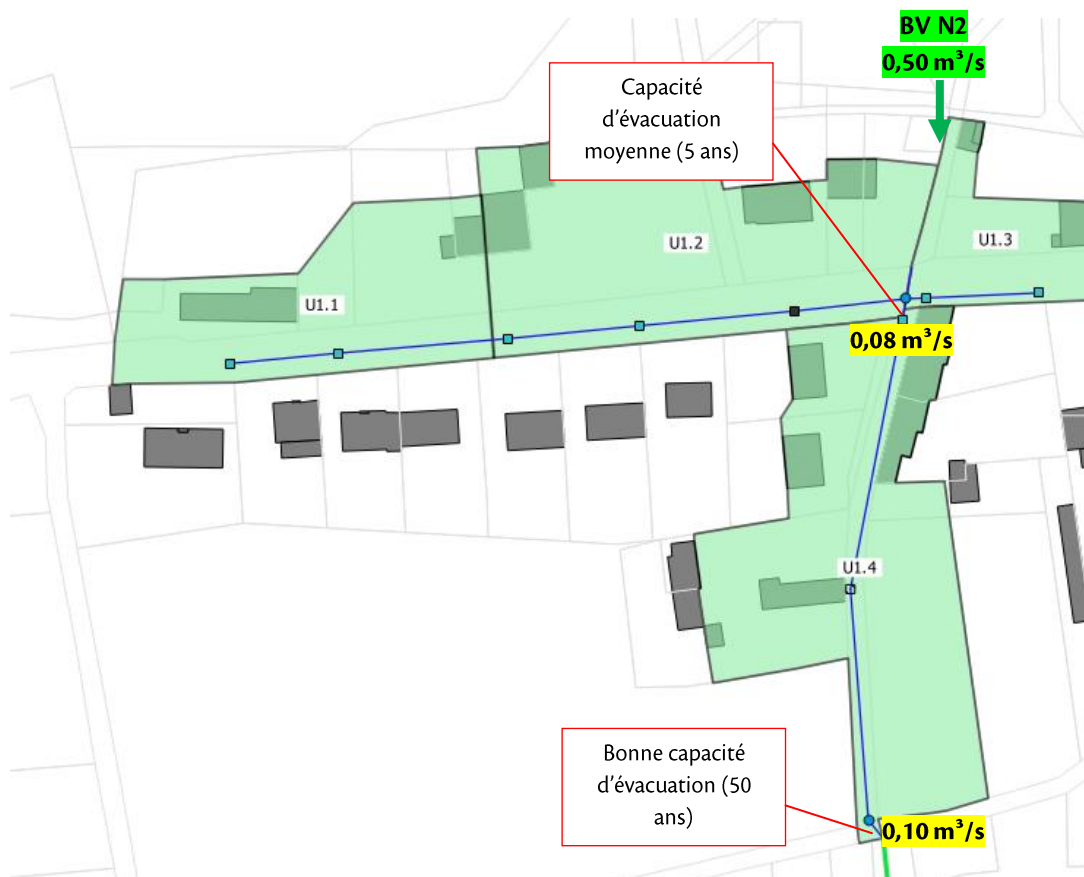 BV N2
0,50 m³/s
Capacité
d'évacuation
moyenne (5 ans)
U1.2
U1.3
U1.1
0,08 m³/s
U1.4
Bonne capacité
d'évacuation (50
ans)
0,10 m³/s